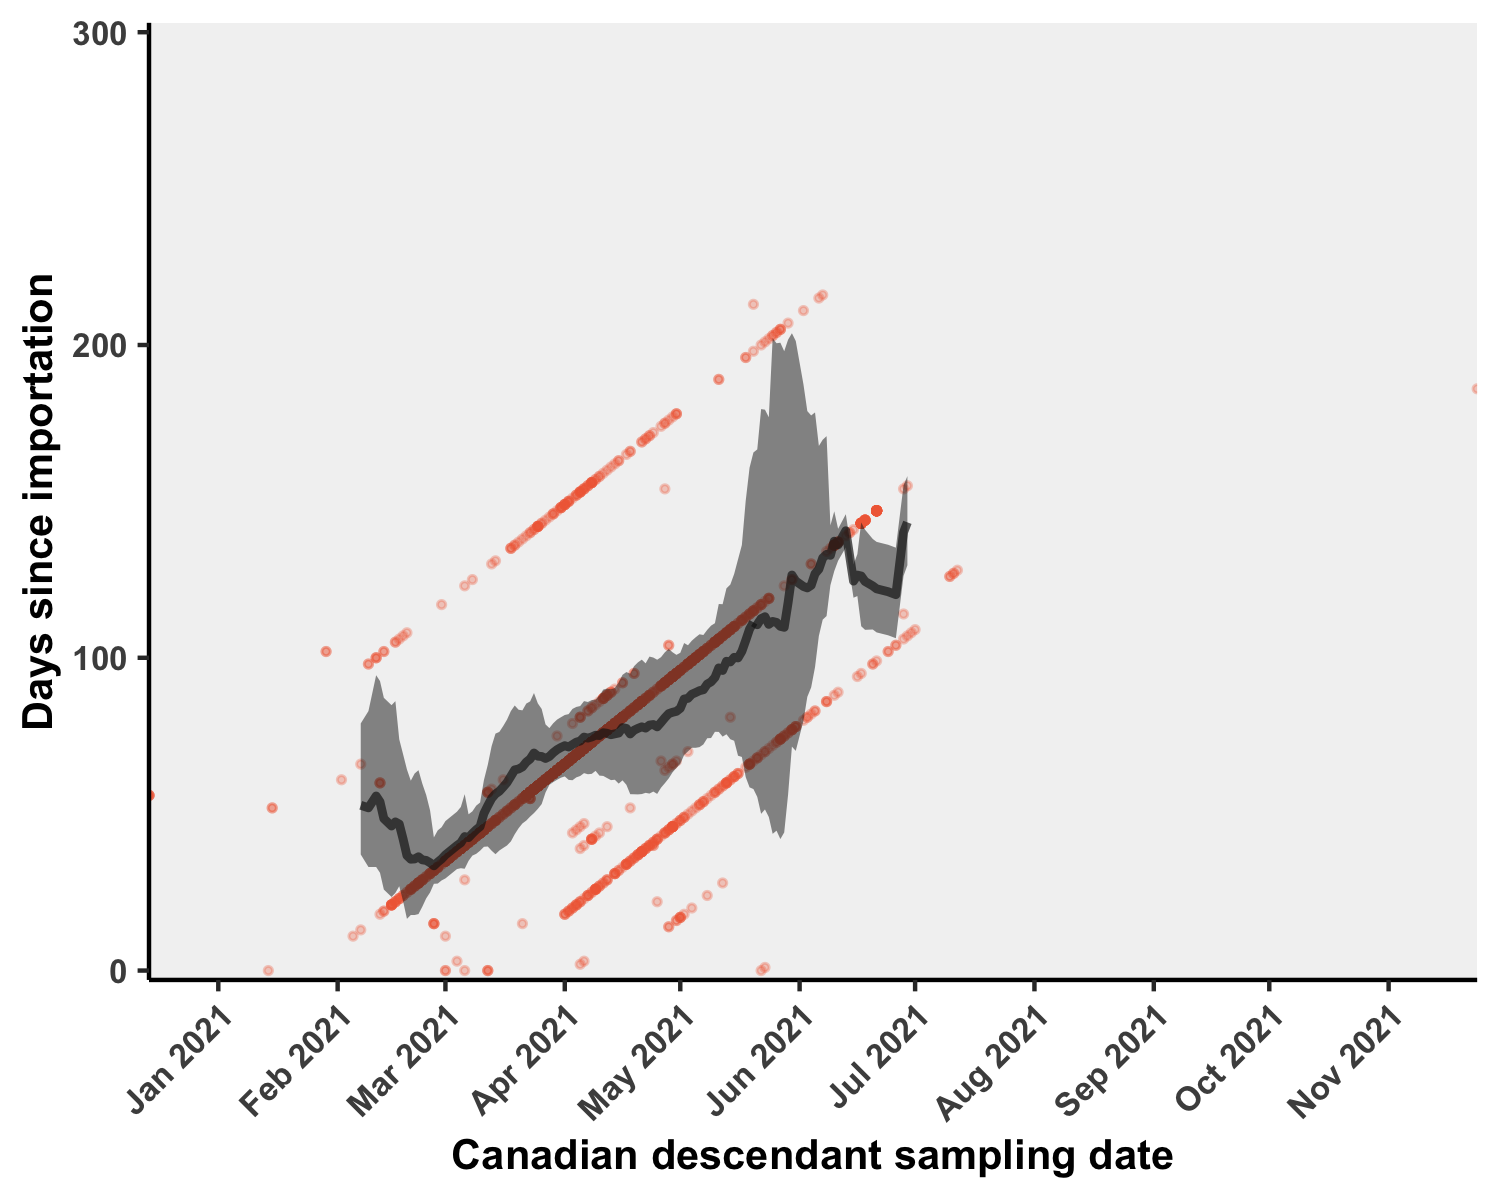 300
200
100
0
Days since importation
Jan 2021
Feb 2021
Mar 2021
Apr 2021
May 2021
Jun 2021
Jul 2021
Aug 2021
Sep 2021
Oct 2021
Nov 2021
Canadian descendant sampling date